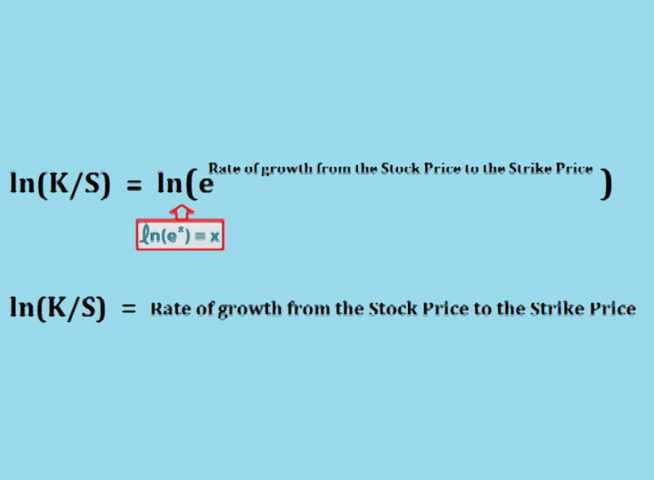 ln(K/S) = ln(e^Rate of growth from the Stock Price to the Strike Price)
ln(eˣ) = x
ln(K/S) = Rate of growth from the Stock Price to the Strike Price